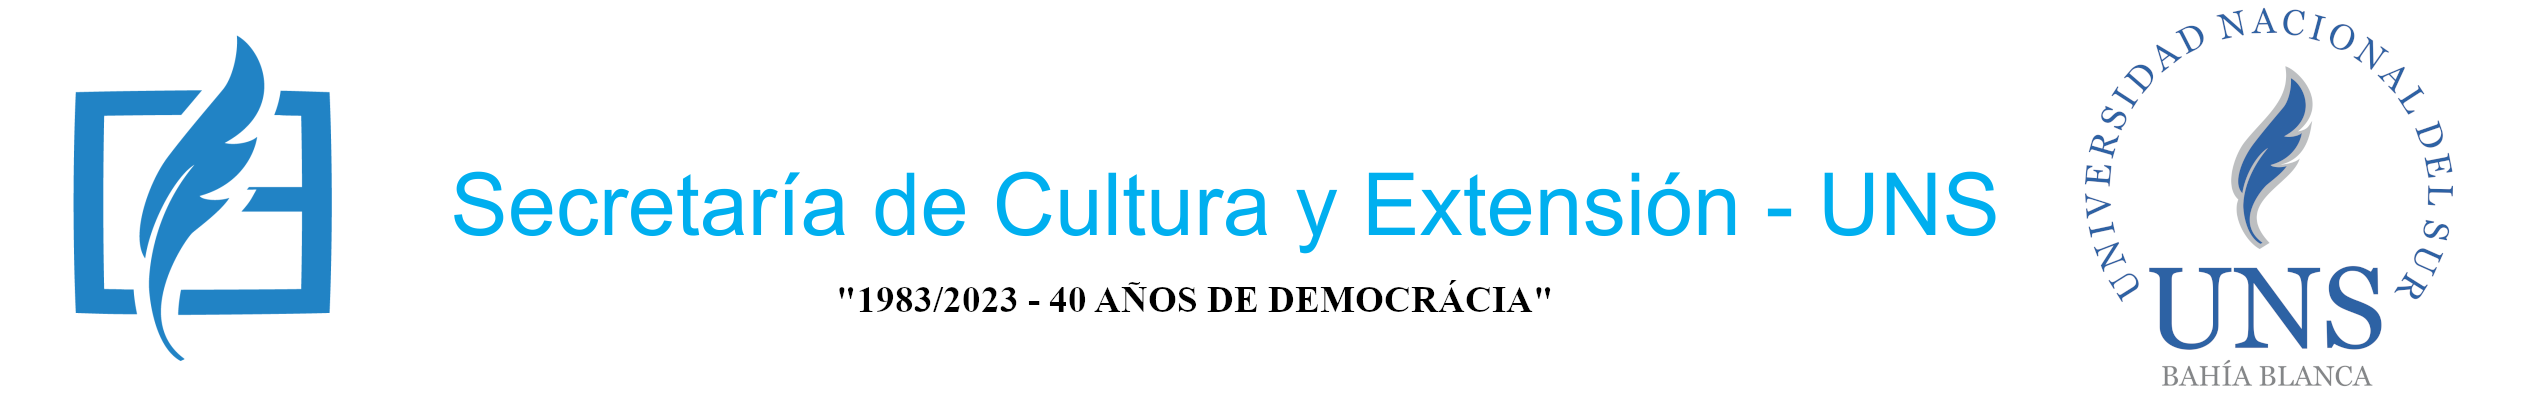 Secretaría de Cultura y Extensión - UNS
"1983/2023 - 40 AÑOS DE DEMOCRÁCIA"
UNIVERSIDAD NACIONAL DEL SUR
UNS
BAHÍA BLANCA